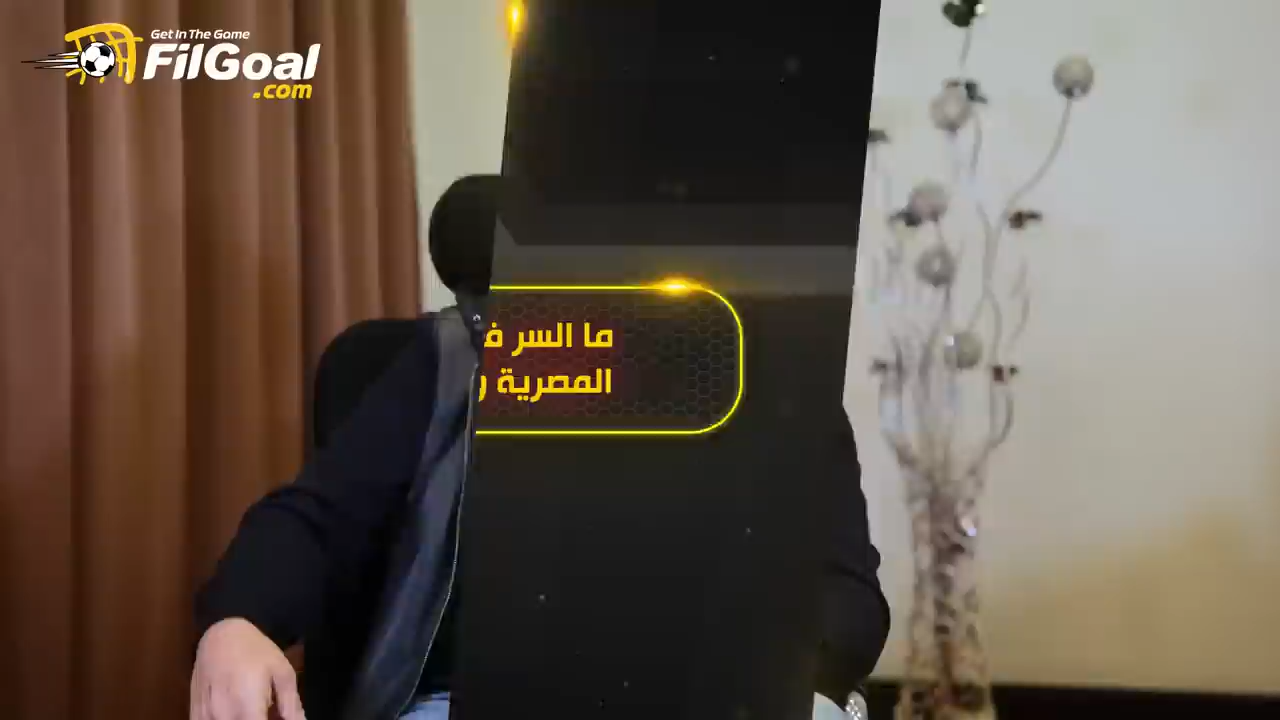 Get In The Game
FilGoal
.com
ما السر
المصرية